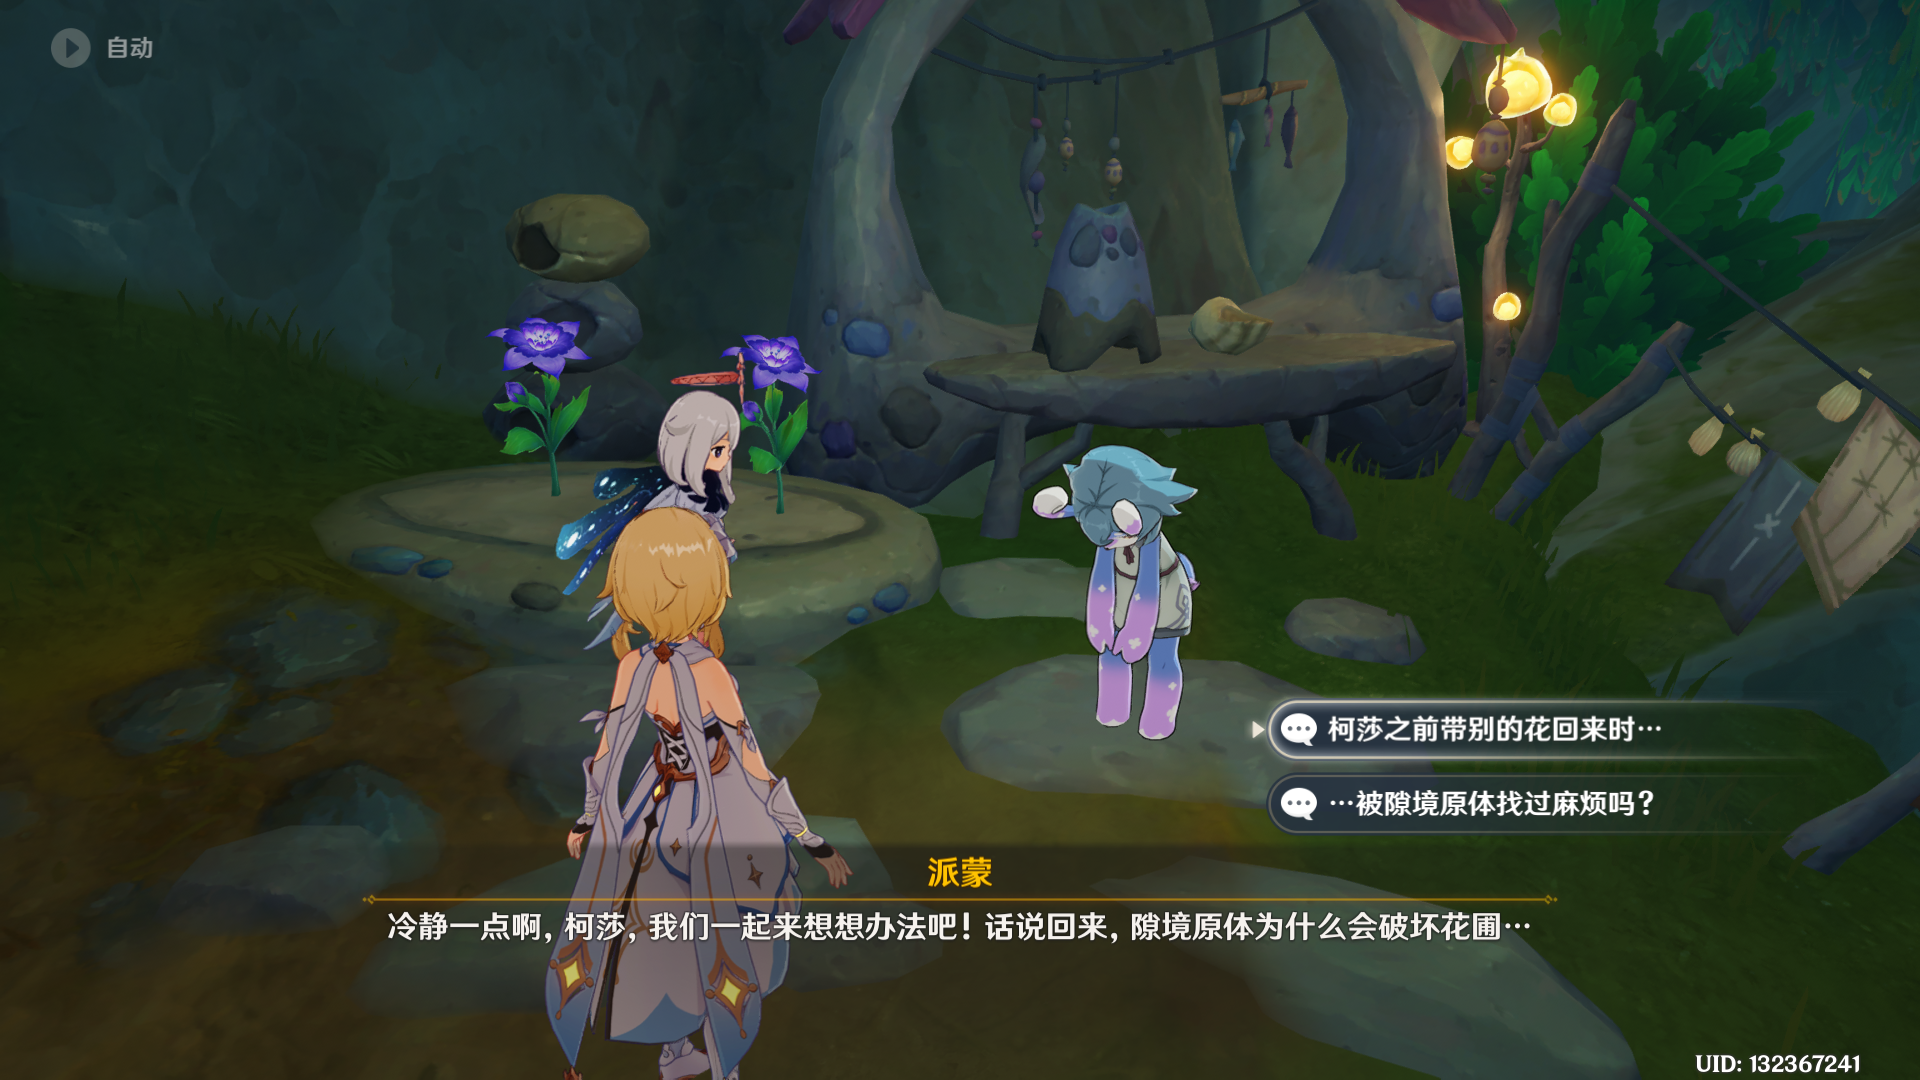 自动
柯莎之前带别的花回来时…
…被隙境原体找过麻烦吗？
派蒙
冷静一点啊，柯莎，我们一起来想想办法吧！话说回来，隙境原体为什么会破坏花圃…
UID: 132367241